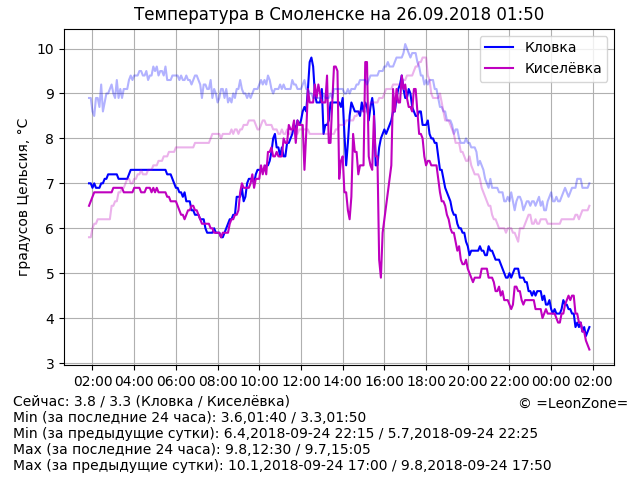 Температура в Смоленске на 26.09.2018 01:50
градусов Цельсия, °C
10
9
8
7
6
5
4
3
Кловка
Киселёвка
02:00 04:00 06:00 08:00 10:00 12:00 14:00 16:00 18:00 20:00 22:00 00:00 02:00
Сейчас: 3.8 / 3.3 (Кловка / Киселёвка)
© =LeonZone=
Min (за последние 24 часа): 3.6,01:40 / 3.3,01:50
Min (за предыдущие сутки): 6.4,2018-09-24 22:15 / 5.7,2018-09-24 22:25
Max (за последние 24 часа): 9.8,12:30 / 9.7,15:05
Max (за предыдущие сутки): 10.1,2018-09-24 17:00 / 9.8,2018-09-24 17:50